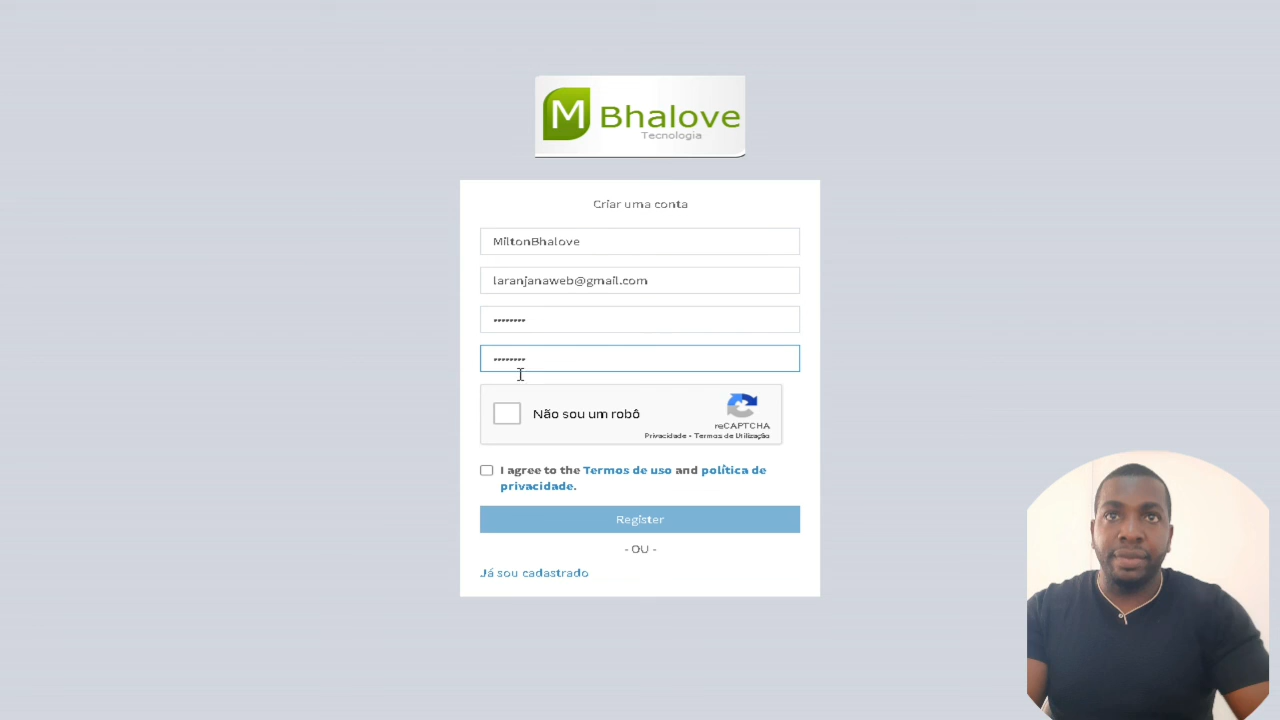 M Bhalove
Tecnologia
Criar uma conta
MiltonBhalove
laranjanaweb@gmail.com
••••••••
••••••••
Não sou um robô
reCAPTCHA
Privacidade - Termos de Utilização
I agree to the Termos de uso and política de
privacidade.
Register
- OU -
Já sou cadastrado